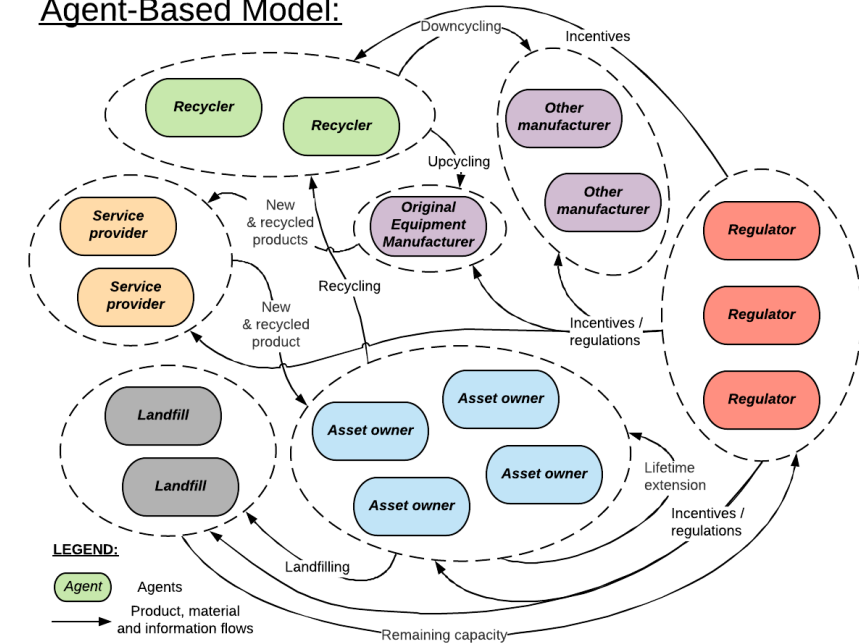 Agent-Based Model:
Downcycling
Incentives
Recycler
Recycler
Other
manufacturer
Upcycling
Other
manufacturer
Service
provider
New
& recycled
products
Original
Equipment
Manufacturer
Regulator
Service
provider
Recycling
New
& recycled
product
Incentives /
regulations
Regulator
Landfill
Asset owner
Asset owner
Regulator
Landfill
Asset owner
Asset owner
Lifetime
extension
Incentives /
regulations
LEGEND:
Landfilling
Agent
Agents
Product, material
and information flows
Remaining capacity